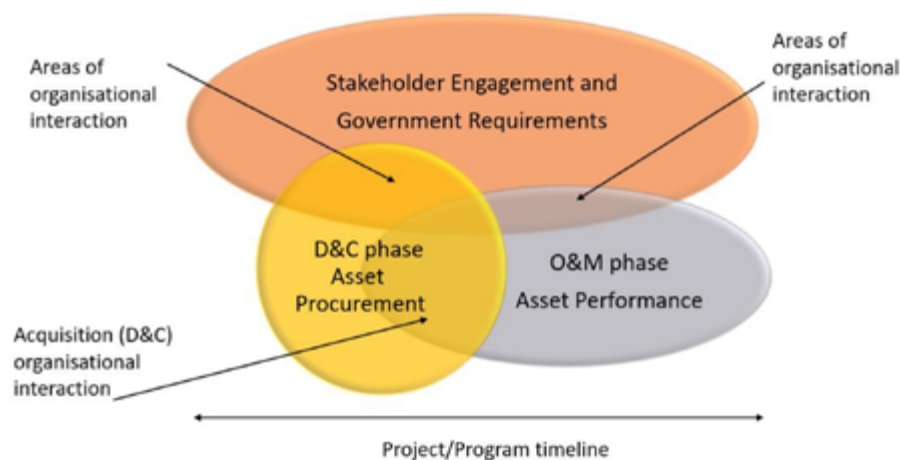 Areas of
organisational
interaction
Stakeholder Engagement and
Government Requirements
Areas of
organisational
interaction
D&C phase
Asset
Procurement
O&M phase
Asset Performance
Acquisition (D&C)
organisational
interaction
Project/Program timeline